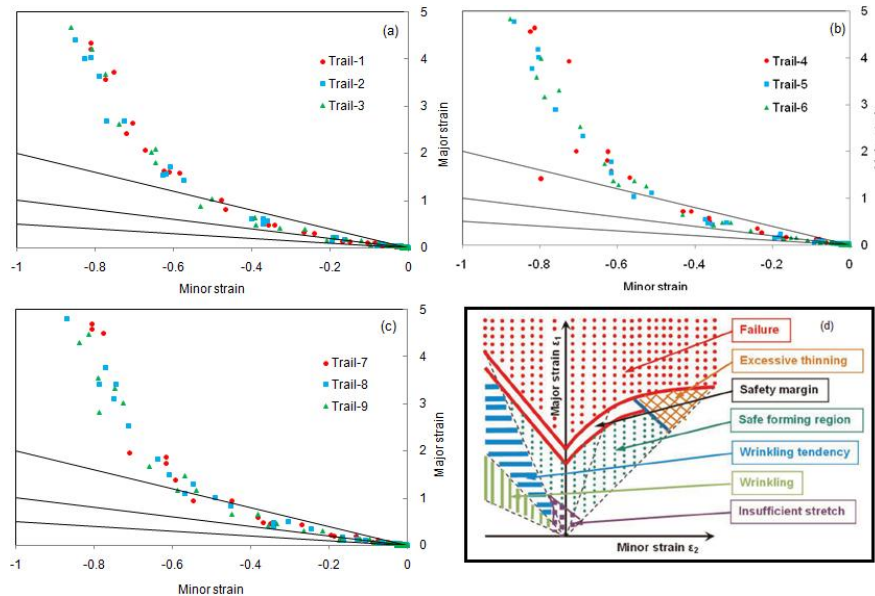 (a)
5
4
3
2
1
0
Major strain
Trail-1
Trail-2
Trail-3
-1 -0.8 -0.6 -0.4 -0.2 0
Minor strain
(b)
5
4
3
2
1
0
Trail-4
Trail-5
Trail-6
-1 -0.8 -0.6 -0.4 -0.2 0
Minor strain
(c)
5
4
3
2
1
0
Major strain
Trail-7
Trail-8
Trail-9
-1 -0.8 -0.6 -0.4 -0.2 0
Minor strain
(d)
Major strain ε1
Failure
Excessive thinning
Safety margin
Safe forming region
Wrinkling tendency
Wrinkling
Insufficient stretch
Minor strain ε2